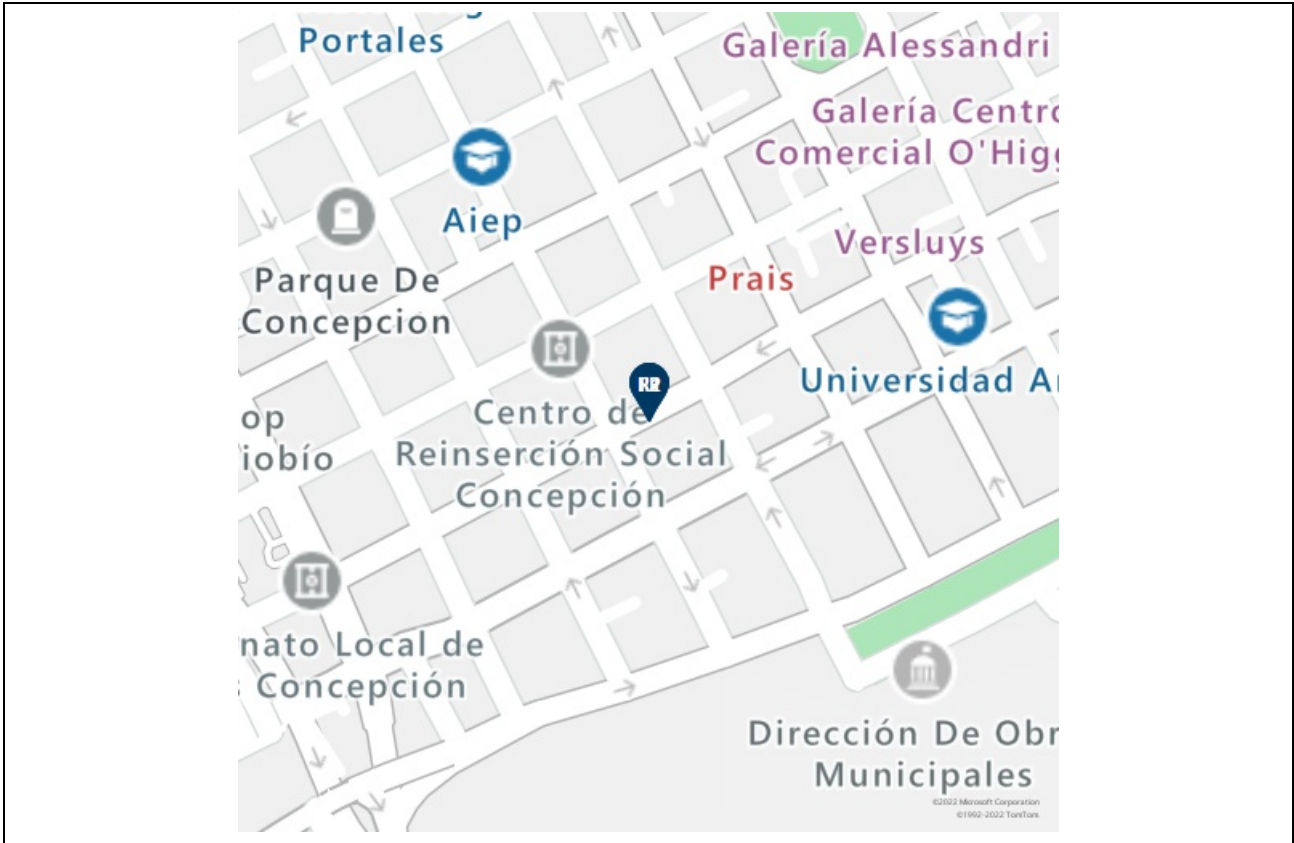 Portales
Galería Alessandri
Galería Centro
Comercial O'Hig
Aiep
Versluys
Parque De
Concepcion
Prais
Universidad A
Centro de
Reinserción Social
Concepción
op
iobío
nato Local de
Concepción
Dirección De Obr
Municipales
©2022 Microsoft Corporation
©1992-2022 TomTom